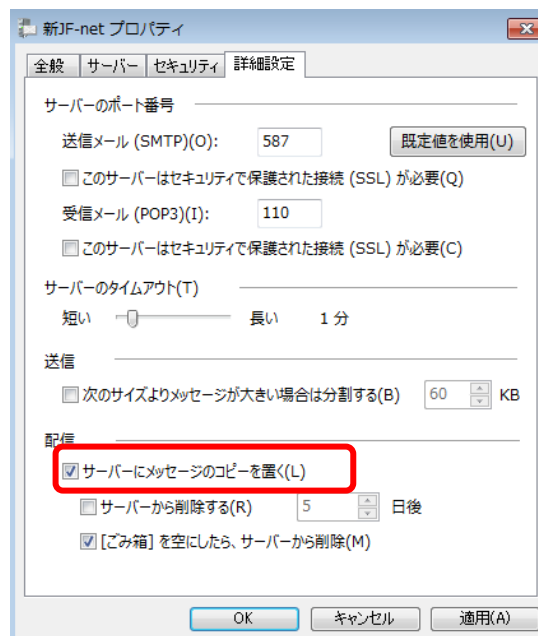 新JF-net プロパティ
全般 サーバー セキュリティ 詳細設定
サーバーのポート番号
送信メール (SMTP)(O): 587 既定値を使用(U)
このサーバーはセキュリティで保護された接続 (SSL) が必要(Q)
受信メール (POP3)(I): 110
このサーバーはセキュリティで保護された接続 (SSL) が必要(C)
サーバーのタイムアウト(T)
短い 長い 1 分
送信
次のサイズよりメッセージが大きい場合は分割する(B) 60 KB
配信
サーバーにメッセージのコピーを置く(L)
サーバーから削除する(R) 5 日後
[ごみ箱] を空にしたら、サーバーから削除(M)
OK キャンセル 適用(A)